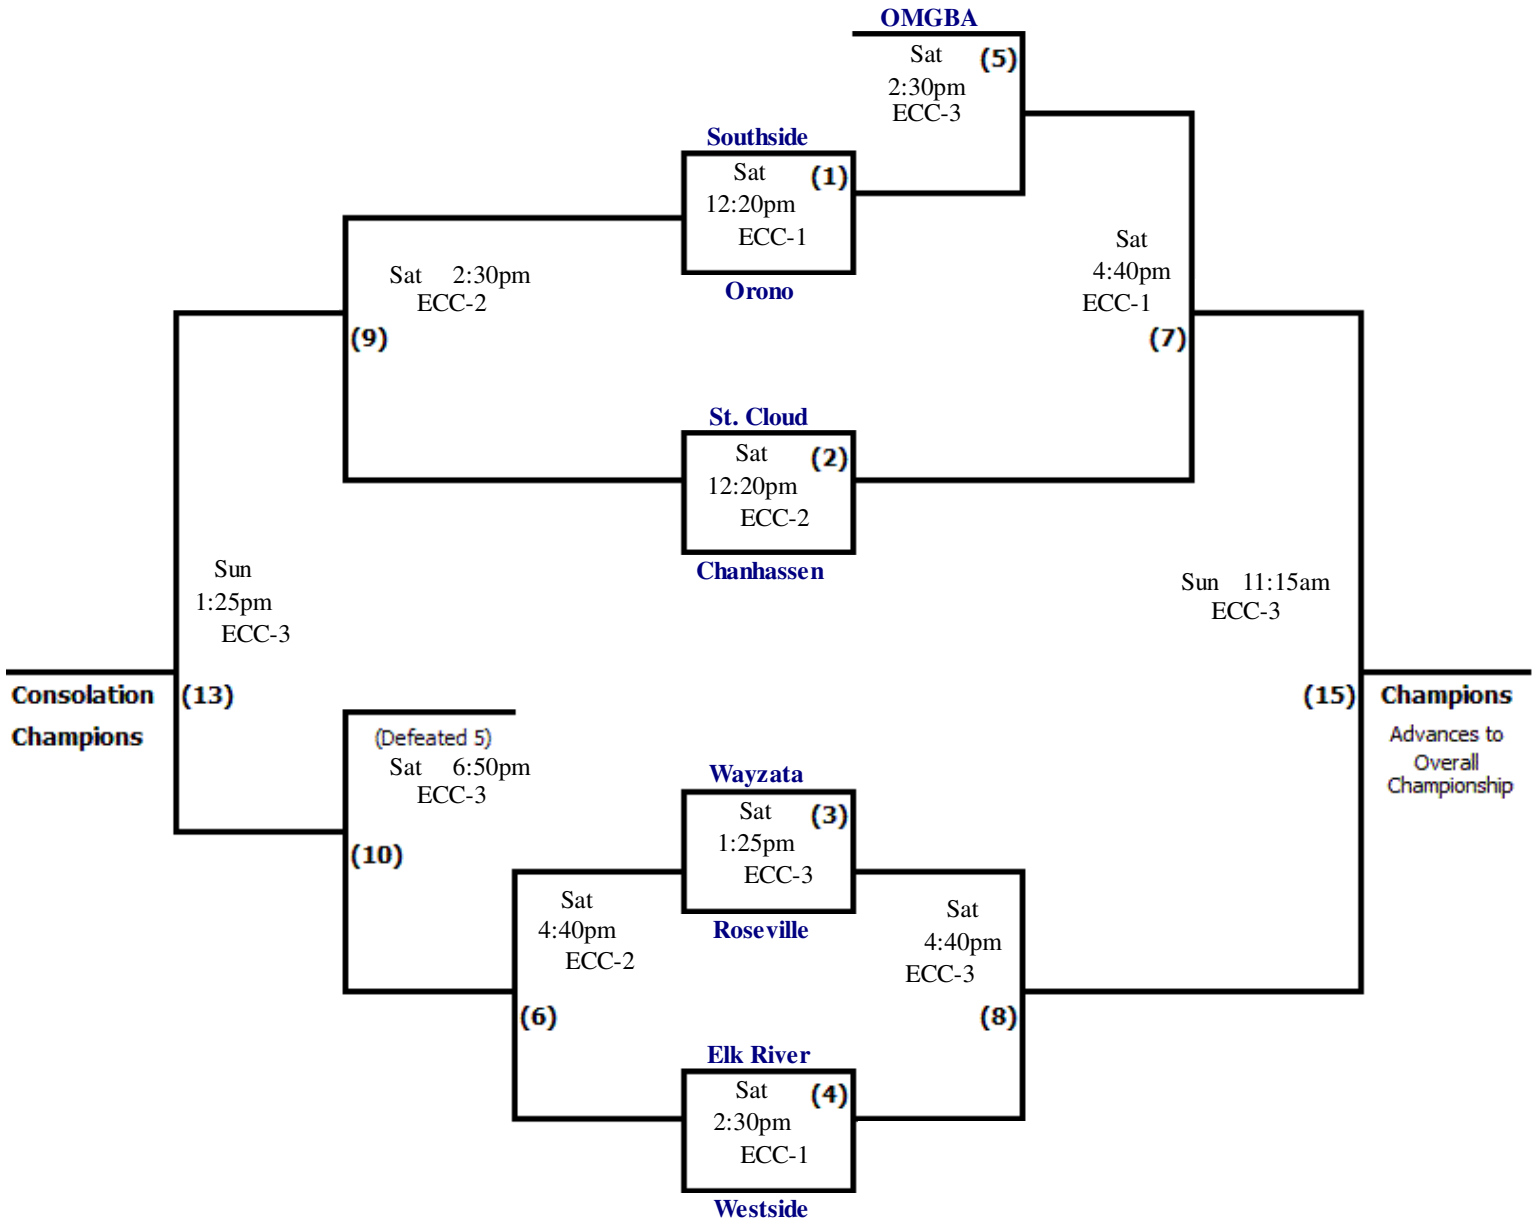 OMGBA
Sat (5)
2:30pm
ECC-3
Southside
Sat (1)
12:20pm
ECC-1
Orono
Sat
4:40pm
ECC-1
(7)
Sat 2:30pm
ECC-2
(9)
St. Cloud
Sat (2)
12:20pm
ECC-2
Chanhassen
Sun
1:25pm
ECC-3
Sun 11:15am
ECC-3
Consolation (13)
Champions
(15) Champions
Advances to
Overall
Championship
(Defeated 5)
Sat 6:50pm
ECC-3
(10)
Wayzata
Sat (3)
1:25pm
ECC-3
Roseville
Sat
4:40pm
ECC-2
(6)
Sat
4:40pm
ECC-3
(8)
Elk River
Sat (4)
2:30pm
ECC-1
Westside